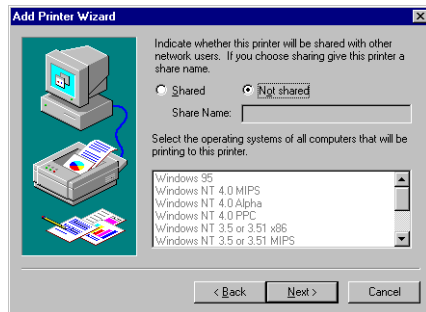 Add Printer Wizard
Indicate whether this printer will be shared with other
network users. If you choose sharing give this printer a
share name.
Shared Not shared
Share Name:
Select the operating systems of all computers that will be
printing to this printer.
Windows 95
Windows NT 4.0 MIPS
Windows NT 4.0 Alpha
Windows NT 4.0 PPC
Windows NT 3.5 or 3.51 x86
Windows NT 3.5 or 3.51 MIPS
< Back Next > Cancel